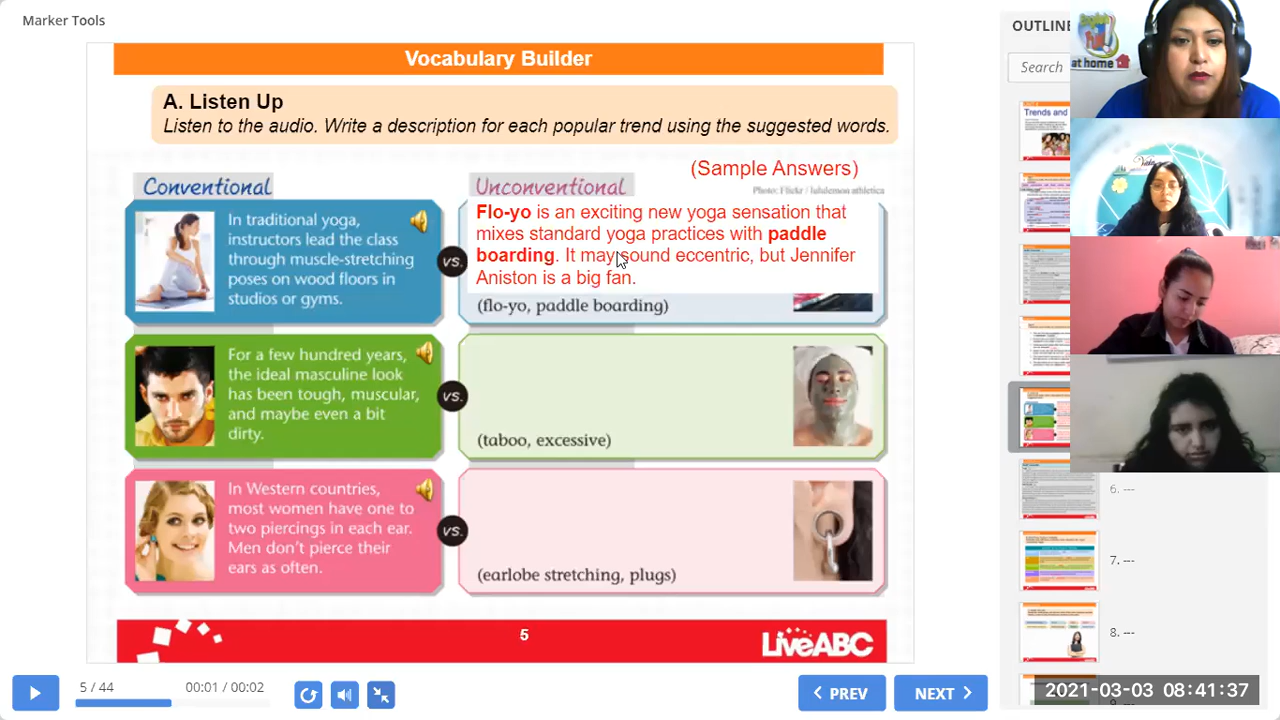 Marker Tools
OUTLINE
Search
Vocabulary Builder
A. Listen Up
Listen to the audio. Write a description for each popular trend using the suggested words.
(Sample Answers)
Conventional
Unconventional
Photo: Flickr / lululemon athletica
In traditional yoga,
instructors lead the class
through muscle-stretching
poses on wood floors in
studios or gyms.
vs.
Flo-yo is an exciting new yoga sensation that
mixes standard yoga practices with paddle
boarding. It may sound eccentric, but Jennifer
Aniston is a big fan.
(flo-yo, paddle boarding)
For a few hundred years,
the ideal masculine look
has been tough, muscular,
and maybe even a bit
dirty.
vs.
(taboo, excessive)
In Western countries,
most women have one to
two piercings in each ear.
Men don't pierce their
ears as often.
vs.
(earlobe stretching, plugs)
5
LiveABC
at home
Trends and
6. ---
7. ---
8. ---
5 / 44
00:01 / 00:02
PREV
NEXT
2021-03-03 08:41:37